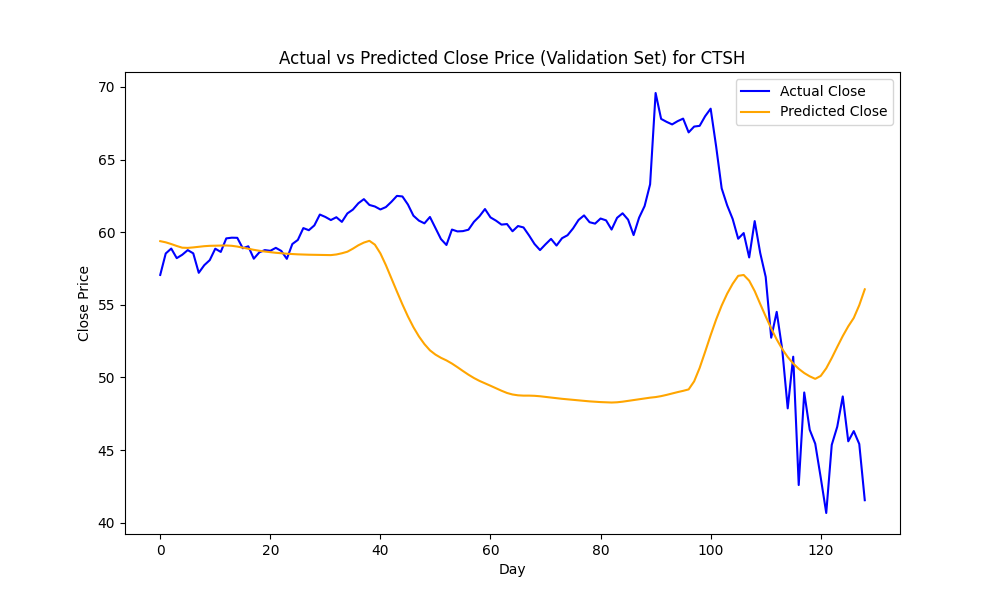 Actual vs Predicted Close Price (Validation Set) for CTSH
Actual Close
Predicted Close
Close Price
70
65
60
55
50
45
40
0 20 40 60 80 100 120
Day